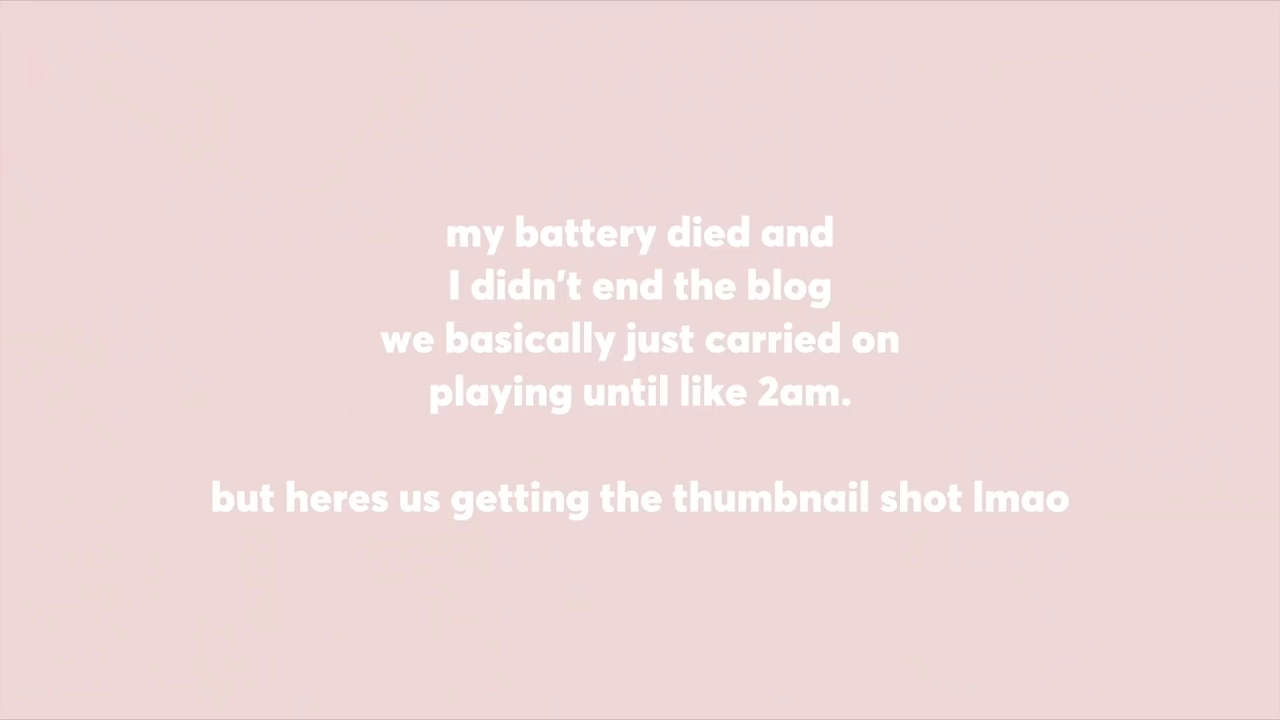 my battery died and
I didn't end the blog
we basically just carried on
playing until like 2am.
but heres us getting the thumbnail shot lmao